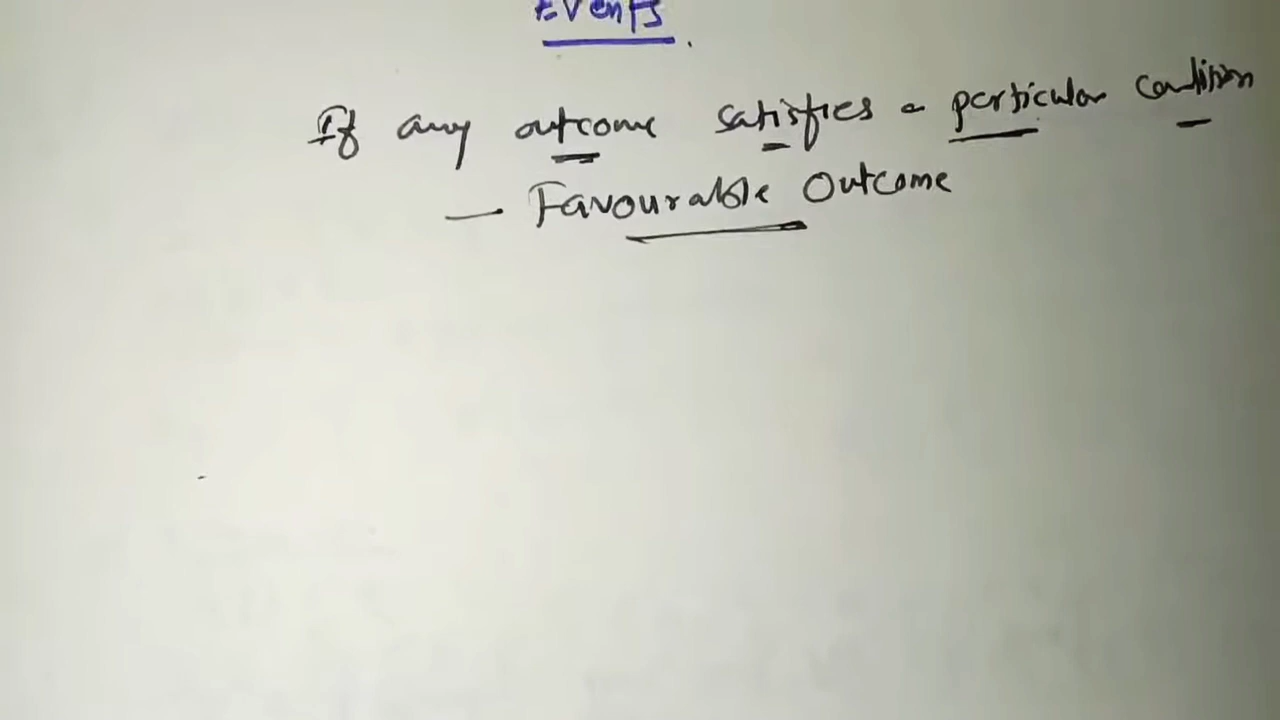 Events
If any outcome satisfies a particular condition
— Favourable Outcome